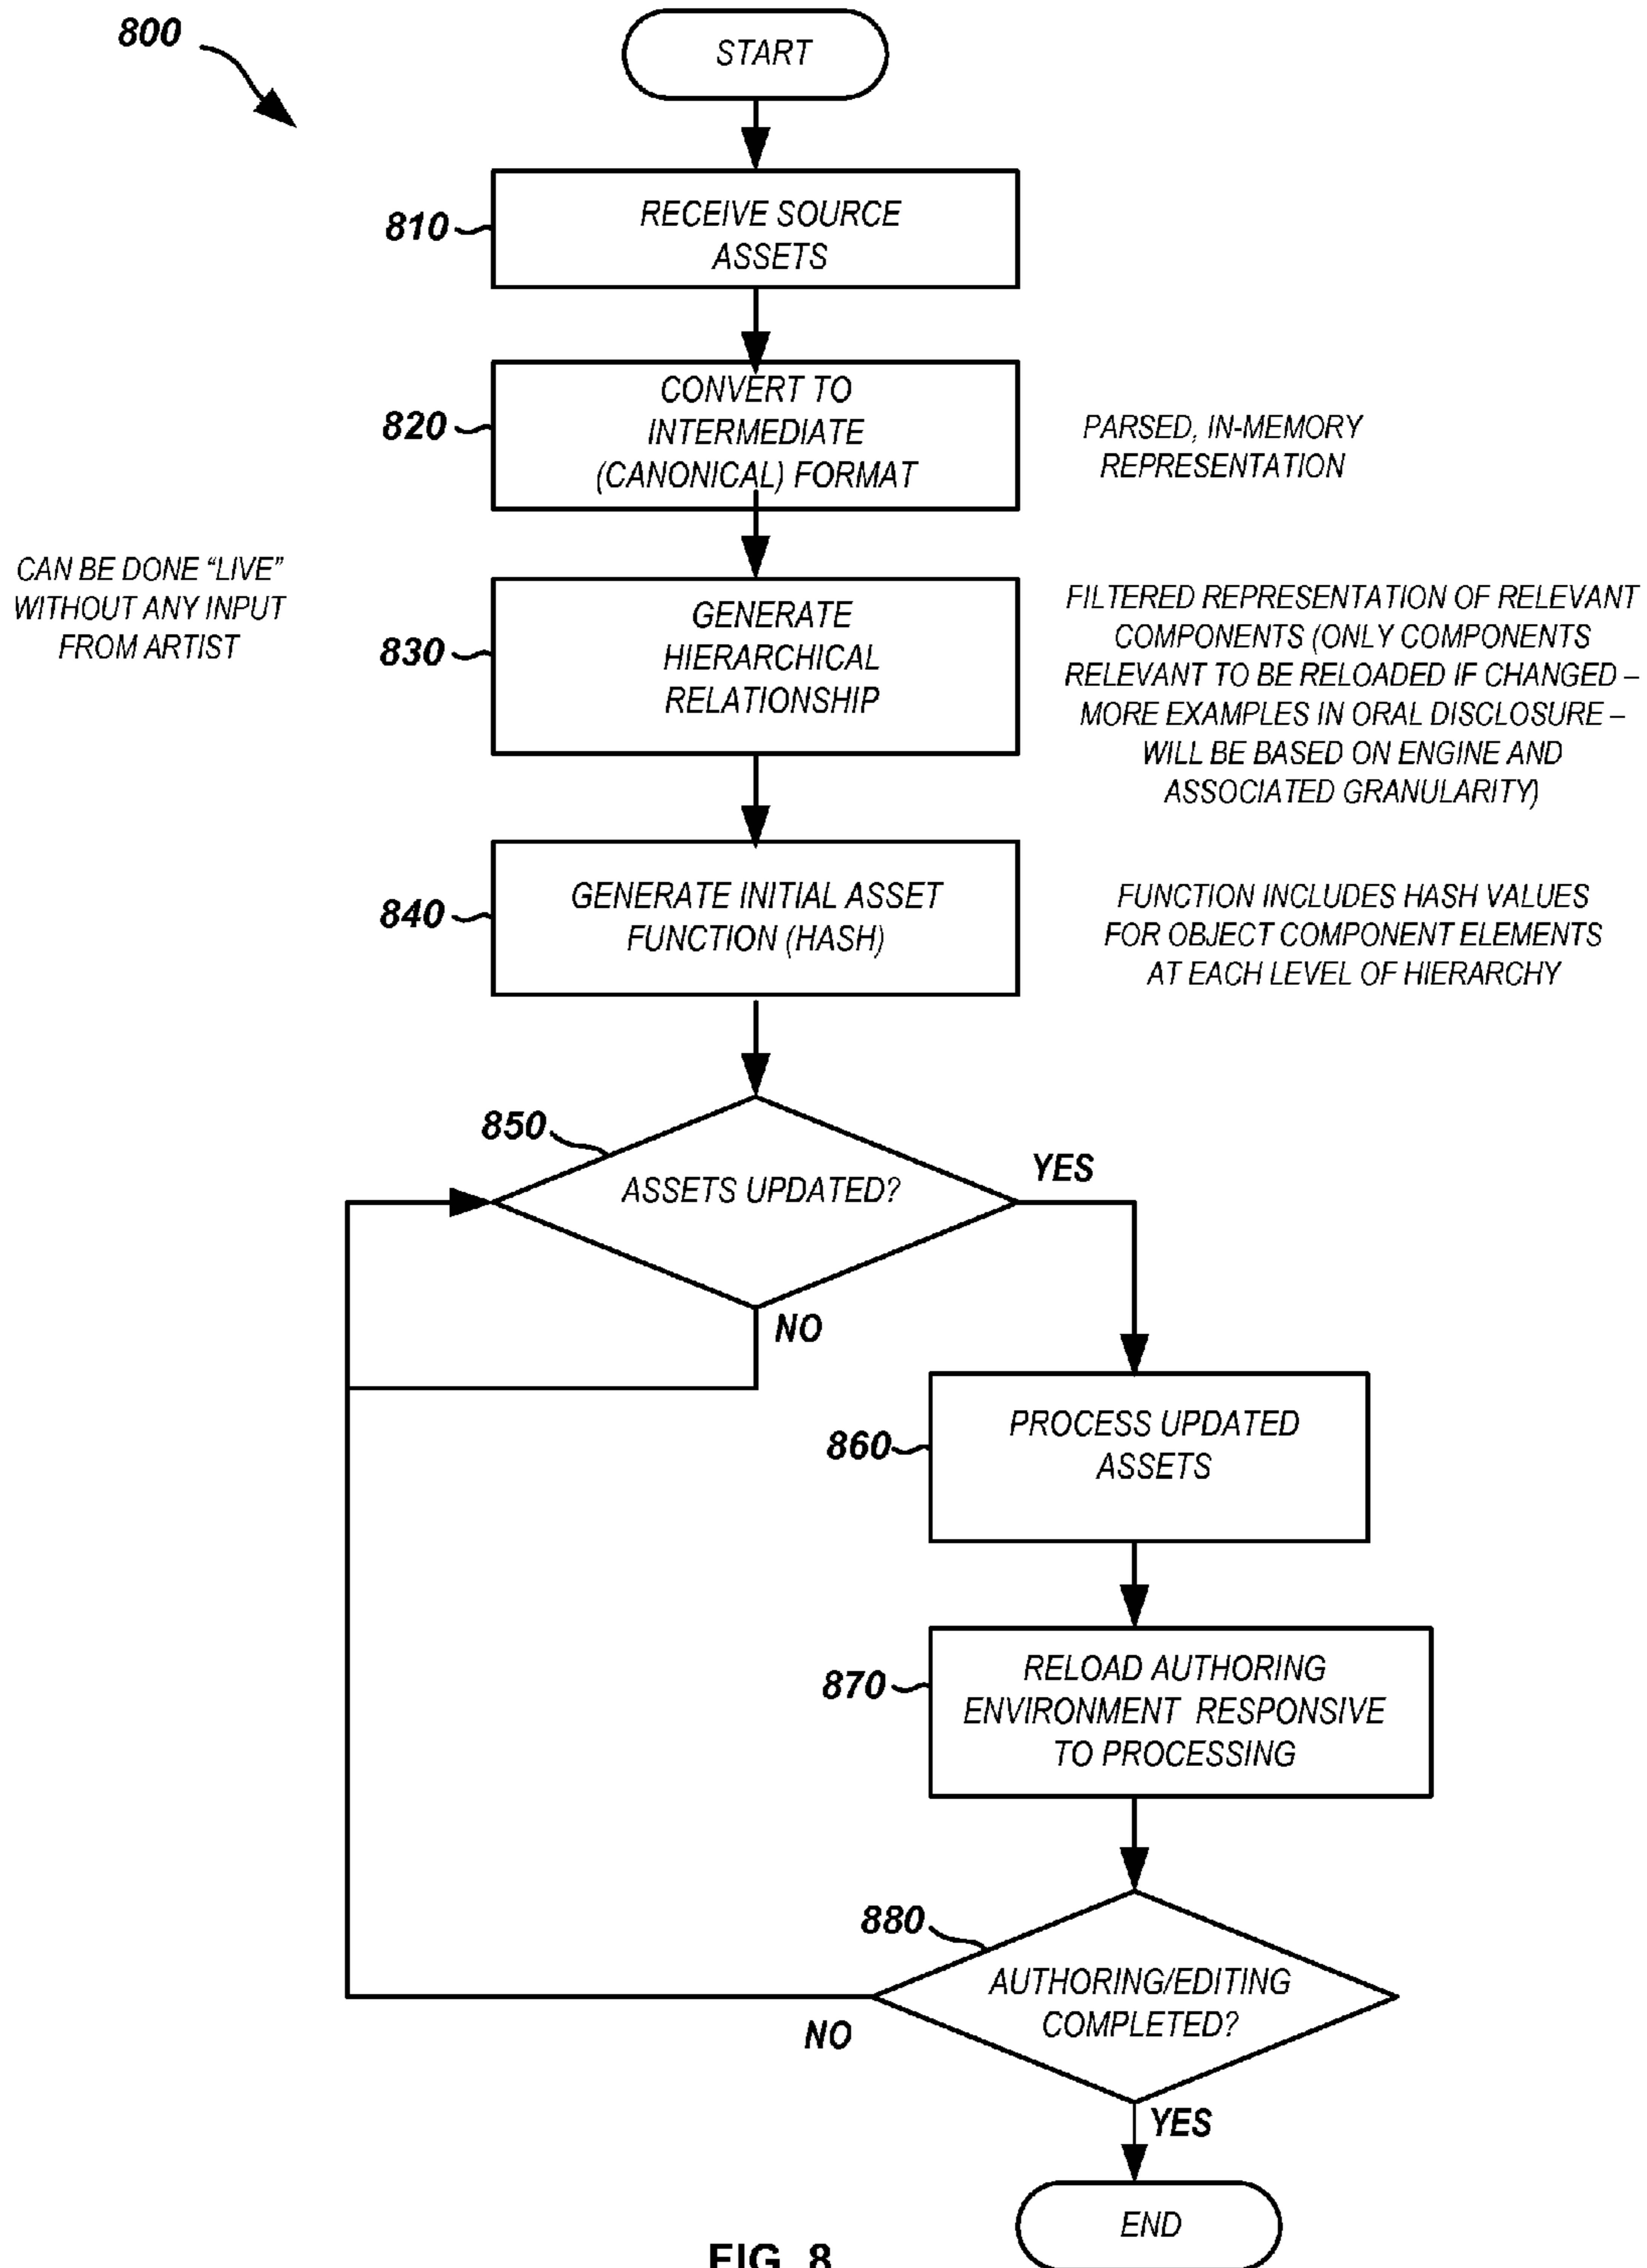 800
START
810
RECEIVE SOURCE
ASSETS
820
CONVERT TO
INTERMEDIATE
(CANONICAL) FORMAT
PARSED, IN-MEMORY
REPRESENTATION
CAN BE DONE “LIVE”
WITHOUT ANY INPUT
FROM ARTIST
830
GENERATE
HIERARCHICAL
RELATIONSHIP
FILTERED REPRESENTATION OF RELEVANT
COMPONENTS (ONLY COMPONENTS
RELEVANT TO BE RELOADED IF CHANGED –
MORE EXAMPLES IN ORAL DISCLOSURE –
WILL BE BASED ON ENGINE AND
ASSOCIATED GRANULARITY)
840
GENERATE INITIAL ASSET
FUNCTION (HASH)
FUNCTION INCLUDES HASH VALUES
FOR OBJECT COMPONENT ELEMENTS
AT EACH LEVEL OF HIERARCHY
850
ASSETS UPDATED?
YES
NO
860
PROCESS UPDATED
ASSETS
870
RELOAD AUTHORING
ENVIRONMENT RESPONSIVE
TO PROCESSING
880
AUTHORING/EDITING
COMPLETED?
NO
YES
END
FIG. 8